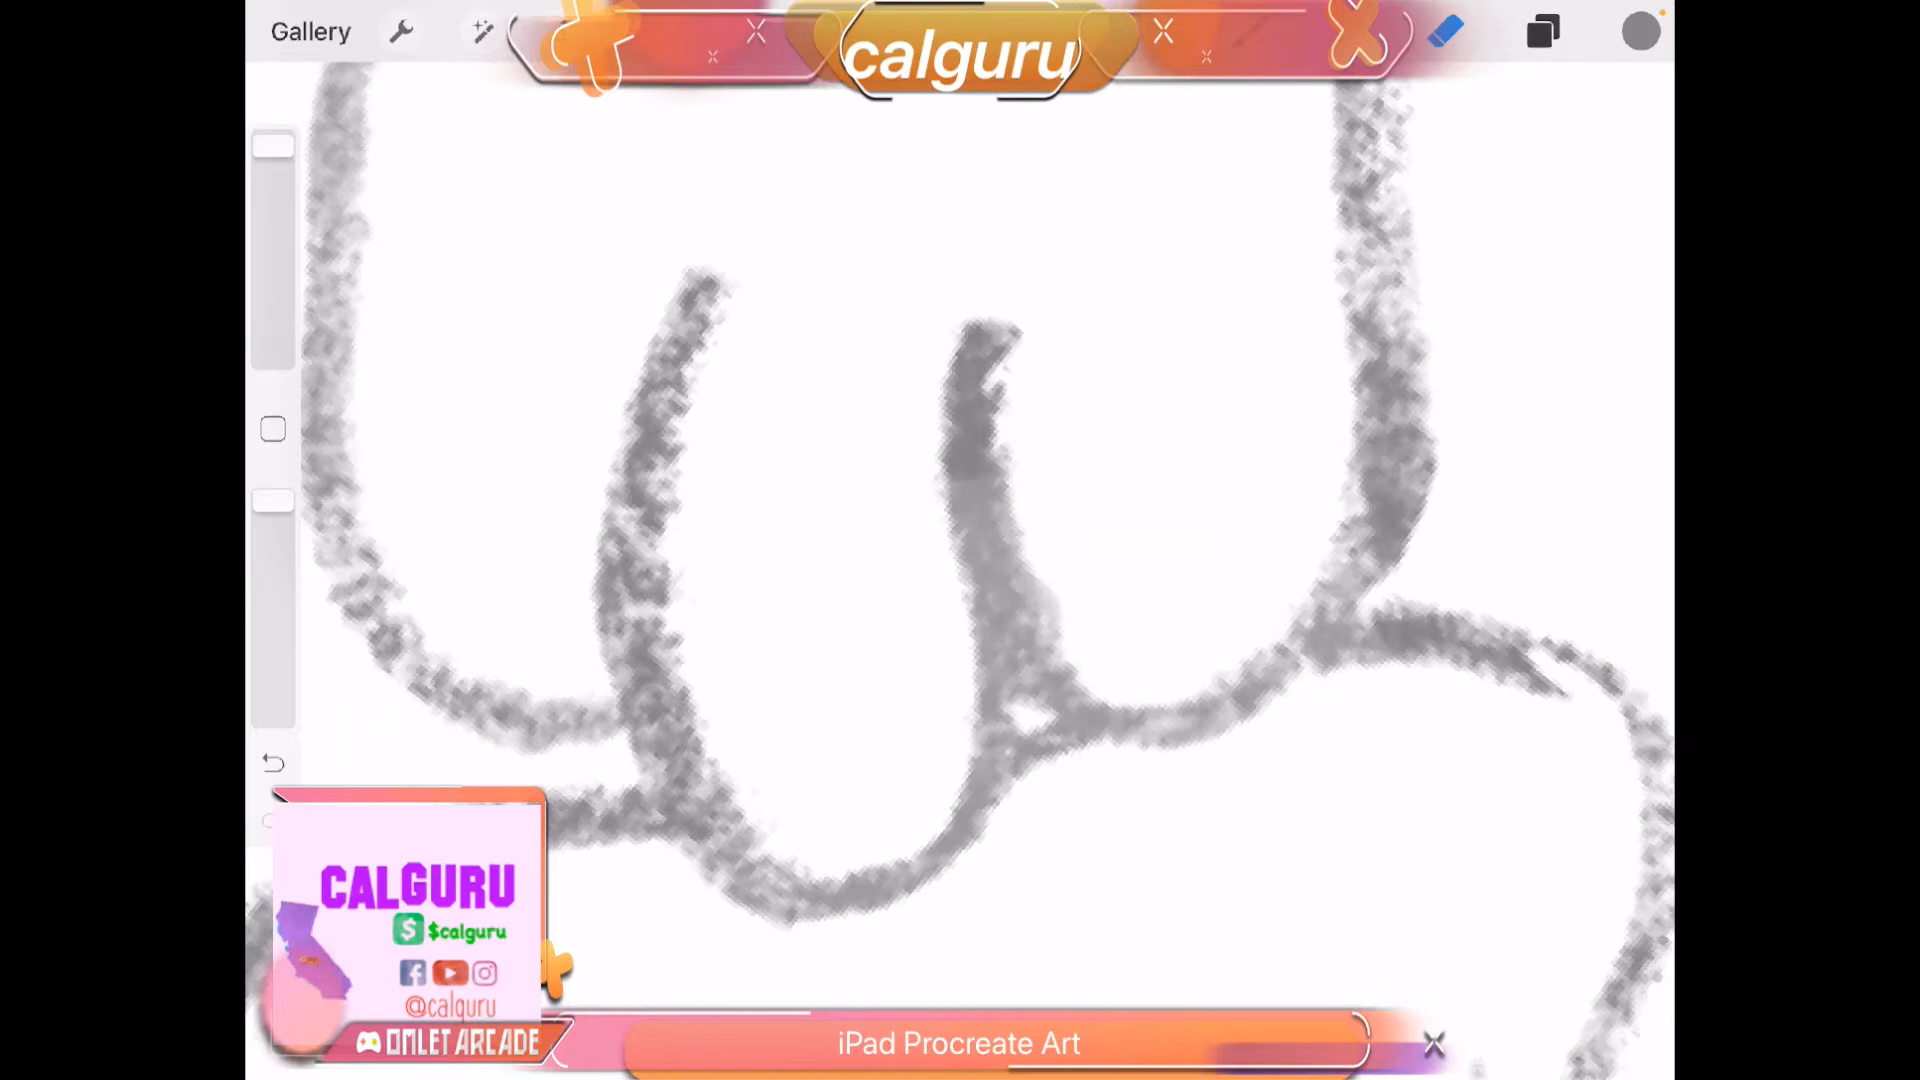 Gallery
calguru
CALGURU
$ $calguru
@calguru
OMLET ARCADE
iPad Procreate Art